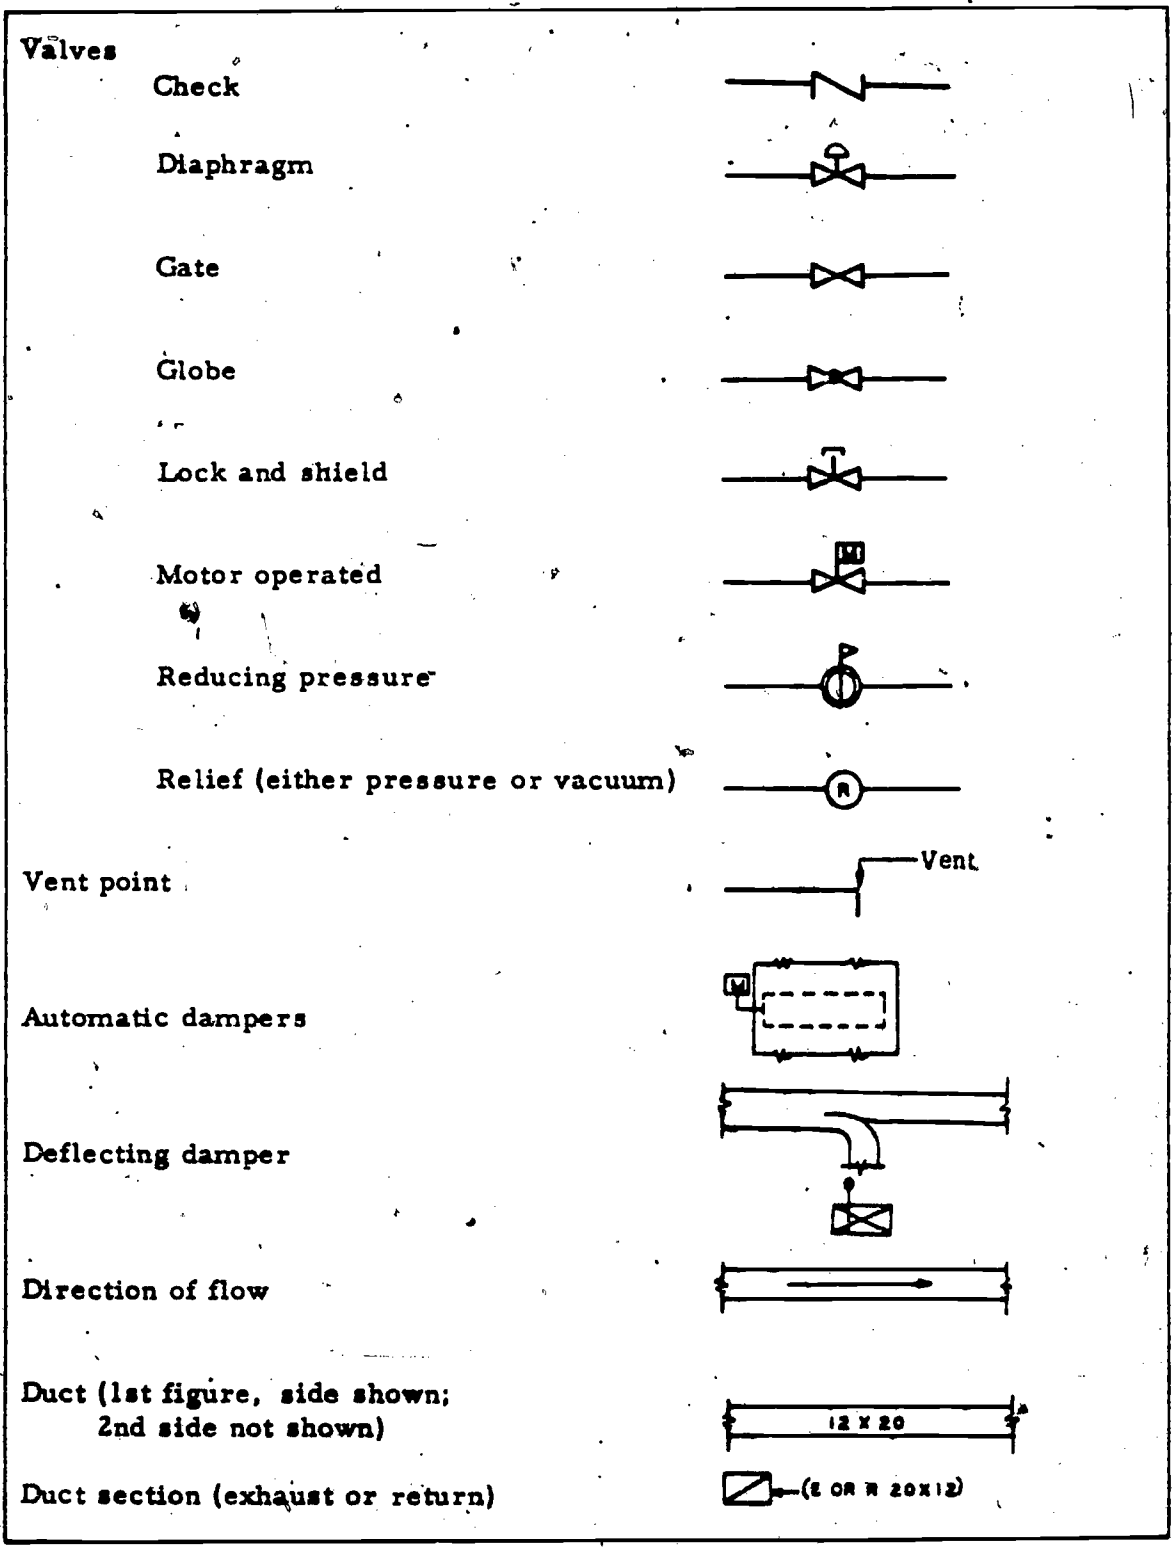 Valves
Check
Diaphragm
Gate
Globe
Lock and shield
Motor operated
M
Reducing pressure
Relief (either pressure or vacuum)
R
Vent point
Vent
Automatic dampers
M
Deflecting damper
Direction of flow
Duct (1st figure, side shown;
2nd side not shown)
12 X 20
Duct section (exhaust or return)
(E OR R 20X12)